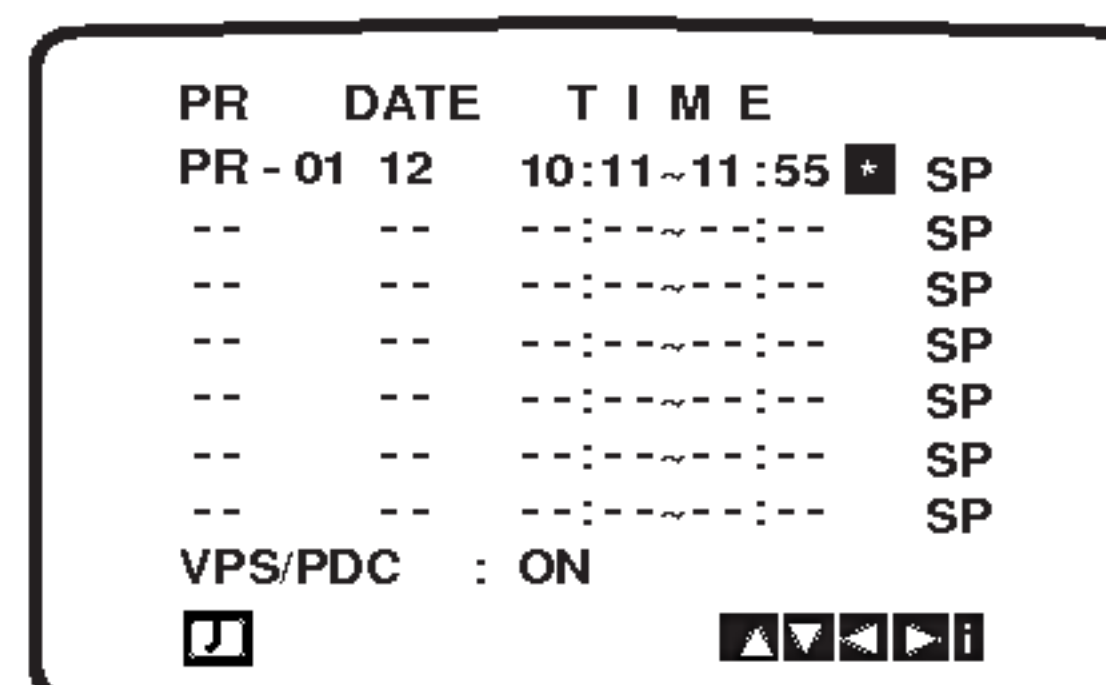 PR DATE T I M E
PR - 01 12 10:11~11:55 * SP
-- -- --:--~--:-- SP
-- -- --:--~--:-- SP
-- -- --:--~--:-- SP
-- -- --:--~--:-- SP
-- -- --:--~--:-- SP
-- -- --:--~--:-- SP
VPS/PDC : ON
i